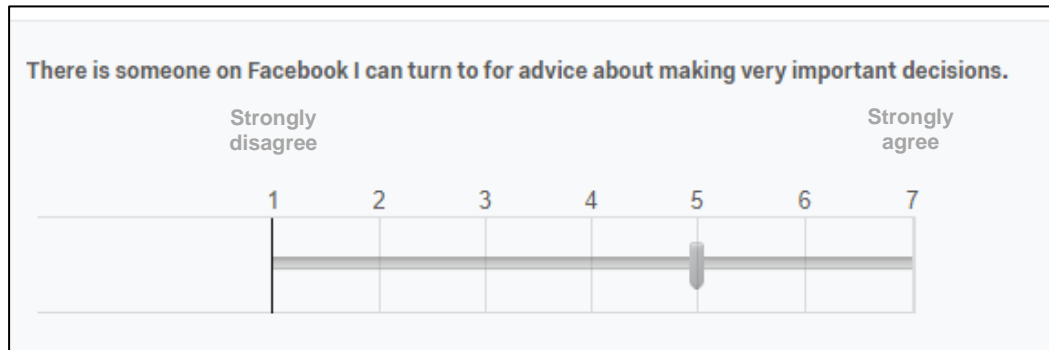 There is someone on Facebook I can turn to for advice about making very important decisions.
Strongly disagree
Strongly agree
1 2 3 4 5 6 7